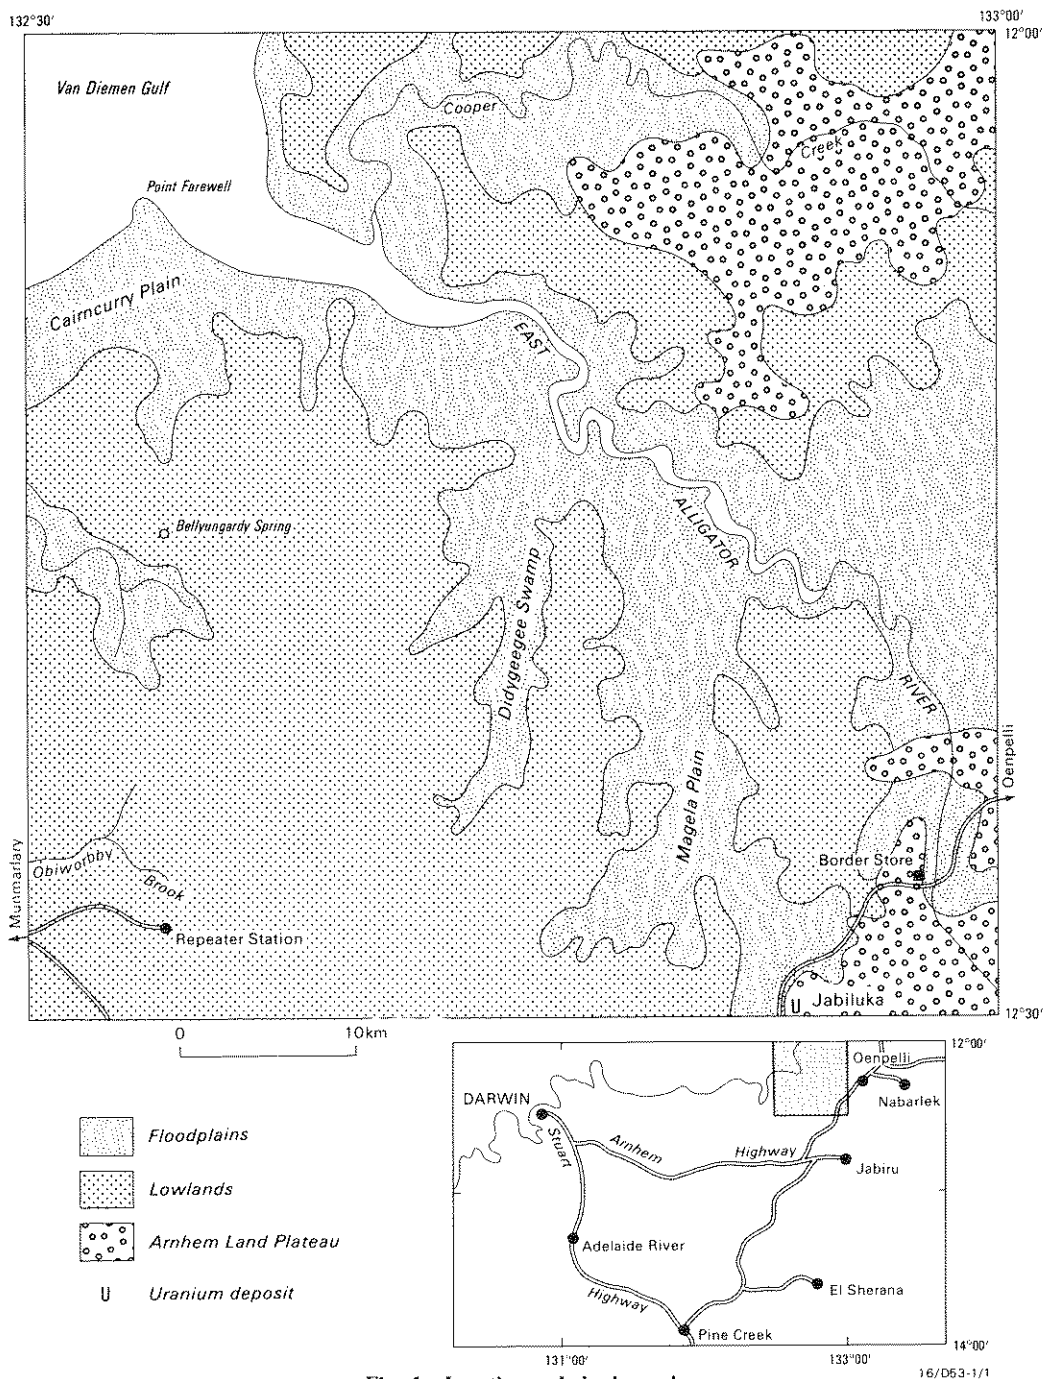 132°30'
133°00'
12°00'
Van Diemen Gulf
Cooper
Creek
Point Farewell
Cairncurry Plain
EAST
Bellyungardy Spring
ALLIGATOR
Didygeegee Swamp
RIVER
Oenpelli
Magela Plain
Border Store
Obiworbby
Brook
Munmarlary
Repeater Station
U Jabiluka
12°30'
0 10km
12°00'
Oenpelli
Nabarlek
DARWIN
Stuart
Arnhem
Highway
Jabiru
Adelaide River
Highway
El Sherana
Pine Creek
14°00'
131°00'
133°00'
Floodplains
Lowlands
Arnhem Land Plateau
U Uranium deposit
16/D53-1/1